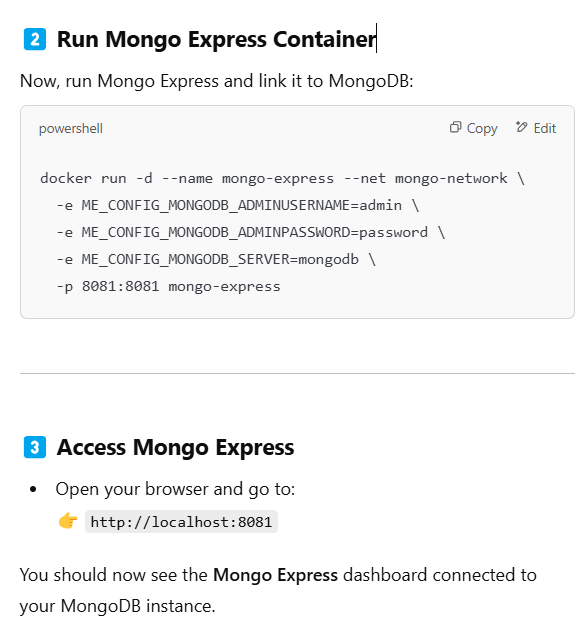 2️⃣ Run Mongo Express Container
Now, run Mongo Express and link it to MongoDB:
powershell Copy Edit
docker run -d --name mongo-express --net mongo-network \
-e ME_CONFIG_MONGODB_ADMINUSERNAME=admin \
-e ME_CONFIG_MONGODB_ADMINPASSWORD=password \
-e ME_CONFIG_MONGODB_SERVER=mongodb \
-p 8081:8081 mongo-express
3️⃣ Access Mongo Express
• Open your browser and go to:
👉 http://localhost:8081
You should now see the Mongo Express dashboard connected to
your MongoDB instance.